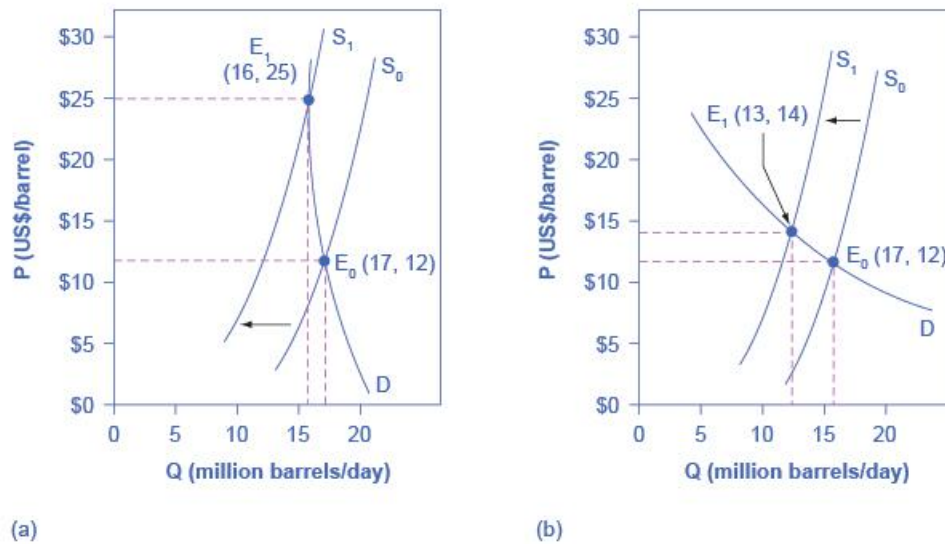 $30
$25
$20
$15
$10
$5
$0
P (US$/barrel)
E1
(16, 25)
S1
S0
E0 (17, 12)
D
0 5 10 15 20
Q (million barrels/day)
(a)
$30
$25
$20
$15
$10
$5
$0
P (US$/barrel)
S1
S0
E1 (13, 14)
E0 (17, 12)
D
0 5 10 15 20
Q (million barrels/day)
(b)